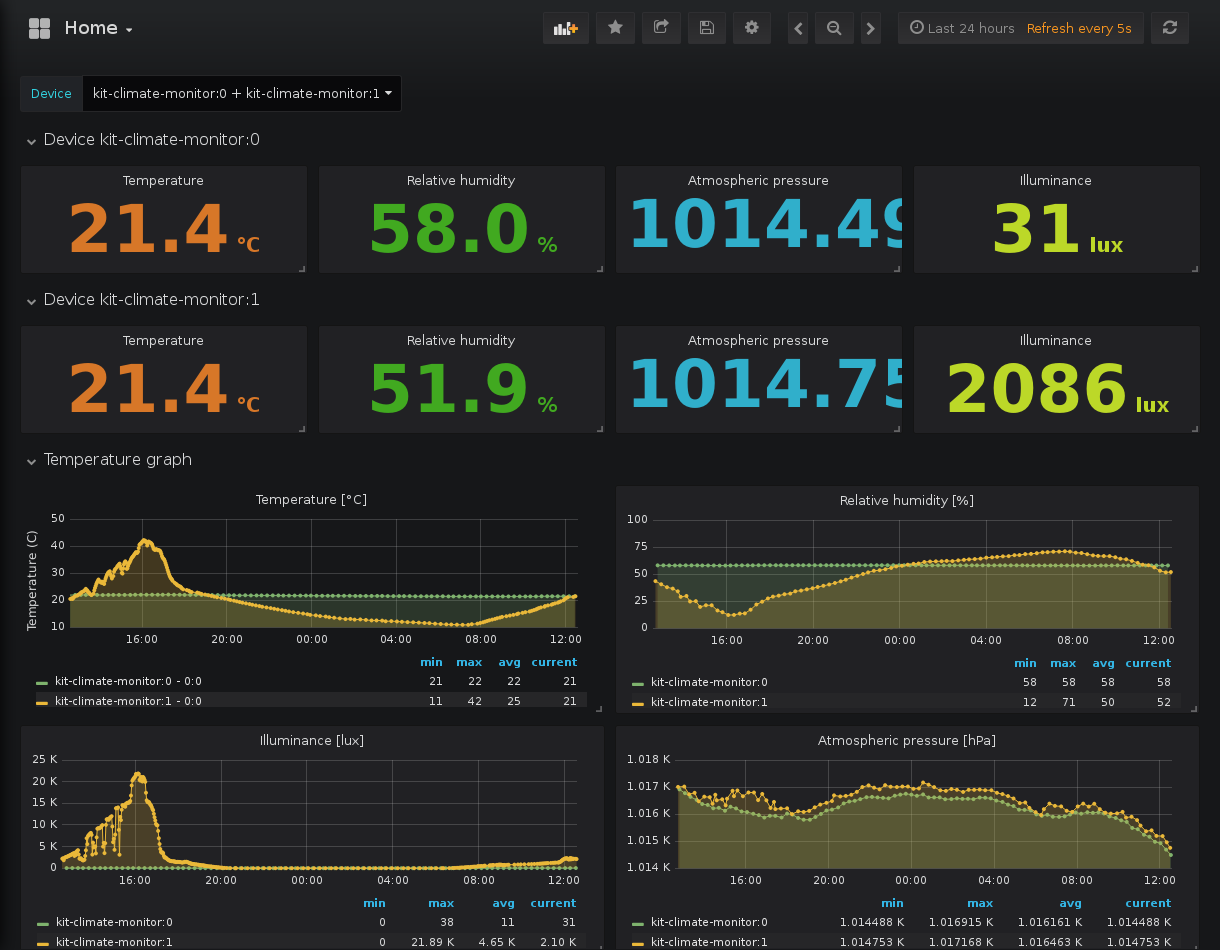 Home
Last 24 hours Refresh every 5s
Device kit-climate-monitor:0 + kit-climate-monitor:1
Device kit-climate-monitor:0
Temperature Relative humidity Atmospheric pressure Illuminance
21.4 °C 58.0 % 1014.49 31 lux
Device kit-climate-monitor:1
Temperature Relative humidity Atmospheric pressure Illuminance
21.4 °C 51.9 % 1014.75 2086 lux
Temperature graph
Temperature [°C]
Temperature (C)
50
40
30
20
10
16:00 20:00 00:00 04:00 08:00 12:00
min max avg current
kit-climate-monitor:0 - 0:0 21 22 22 21
kit-climate-monitor:1 - 0:0 11 42 25 21
Relative humidity [%]
100
75
50
25
0
16:00 20:00 00:00 04:00 08:00 12:00
min max avg current
kit-climate-monitor:0 58 58 58 58
kit-climate-monitor:1 12 71 50 52
Illuminance [lux]
25 K
20 K
15 K
10 K
5 K
0
16:00 20:00 00:00 04:00 08:00 12:00
min max avg current
kit-climate-monitor:0 0 38 11 31
kit-climate-monitor:1 0 21.89 K 4.65 K 2.10 K
Atmospheric pressure [hPa]
1.018 K
1.017 K
1.016 K
1.015 K
1.014 K
16:00 20:00 00:00 04:00 08:00 12:00
min max avg current
kit-climate-monitor:0 1.014488 K 1.016915 K 1.016161 K 1.014488 K
kit-climate-monitor:1 1.014753 K 1.017168 K 1.016463 K 1.014753 K